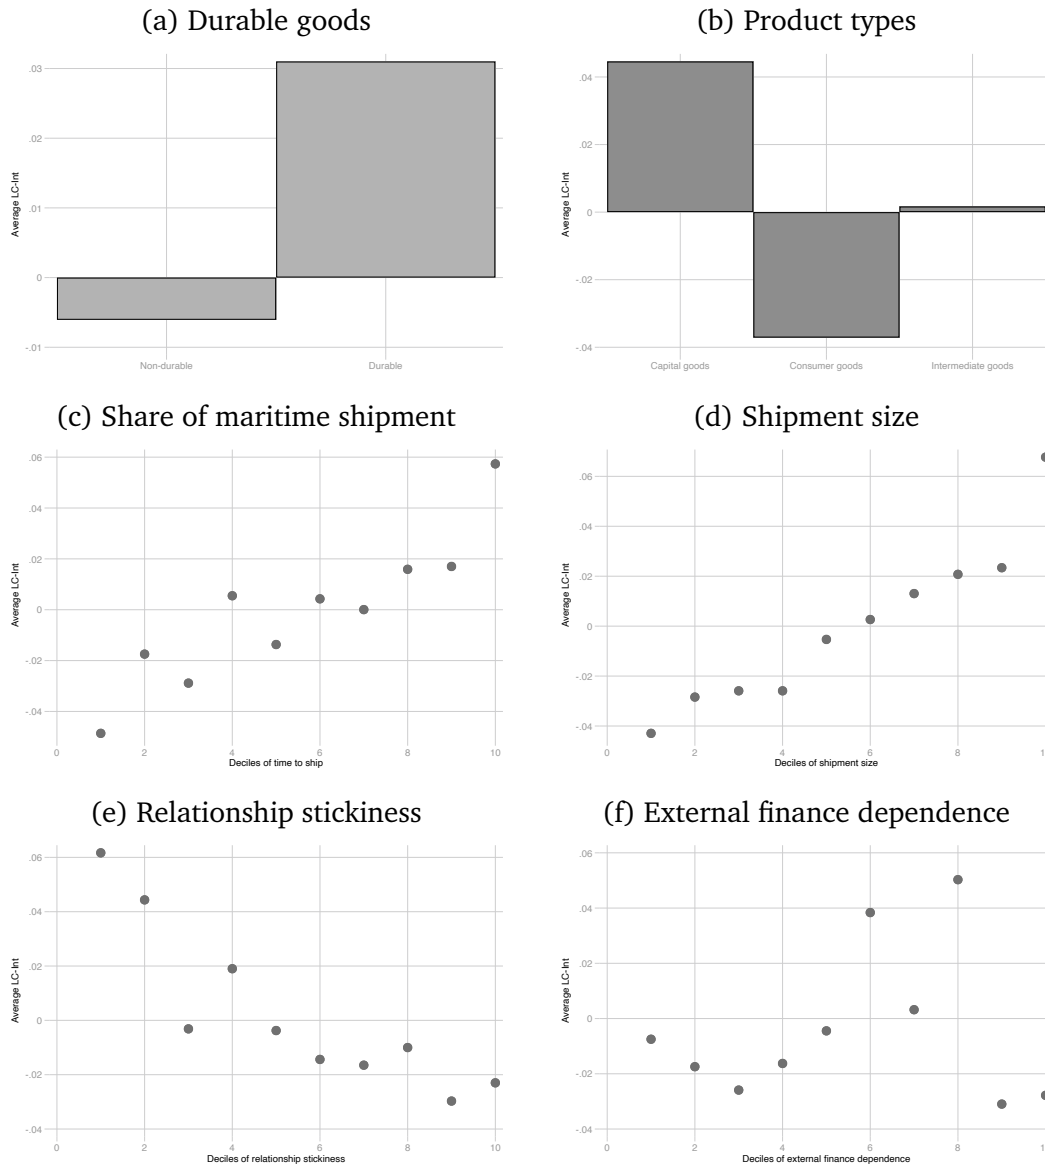 (a) Durable goods
.03
.02
.01
0
-.01
Average LC-Int
Non-durable
Durable
(b) Product types
.04
.02
0
-.02
-.04
Average LC-Int
Capital goods
Consumer goods
Intermediate goods
(c) Share of maritime shipment
.06
.04
.02
0
-.02
-.04
Average LC-Int
0
2
4
6
8
10
Deciles of time to ship
(d) Shipment size
.06
.04
.02
0
-.02
-.04
Average LC-Int
0
2
4
6
8
Deciles of shipment size
(e) Relationship stickiness
.06
.04
.02
0
-.02
-.04
Average LC-Int
0
2
4
6
8
10
Deciles of relationship stickiness
(f) External finance dependence
.06
.04
.02
0
-.02
-.04
Average LC-Int
0
2
4
6
8
Deciles of external finance dependence